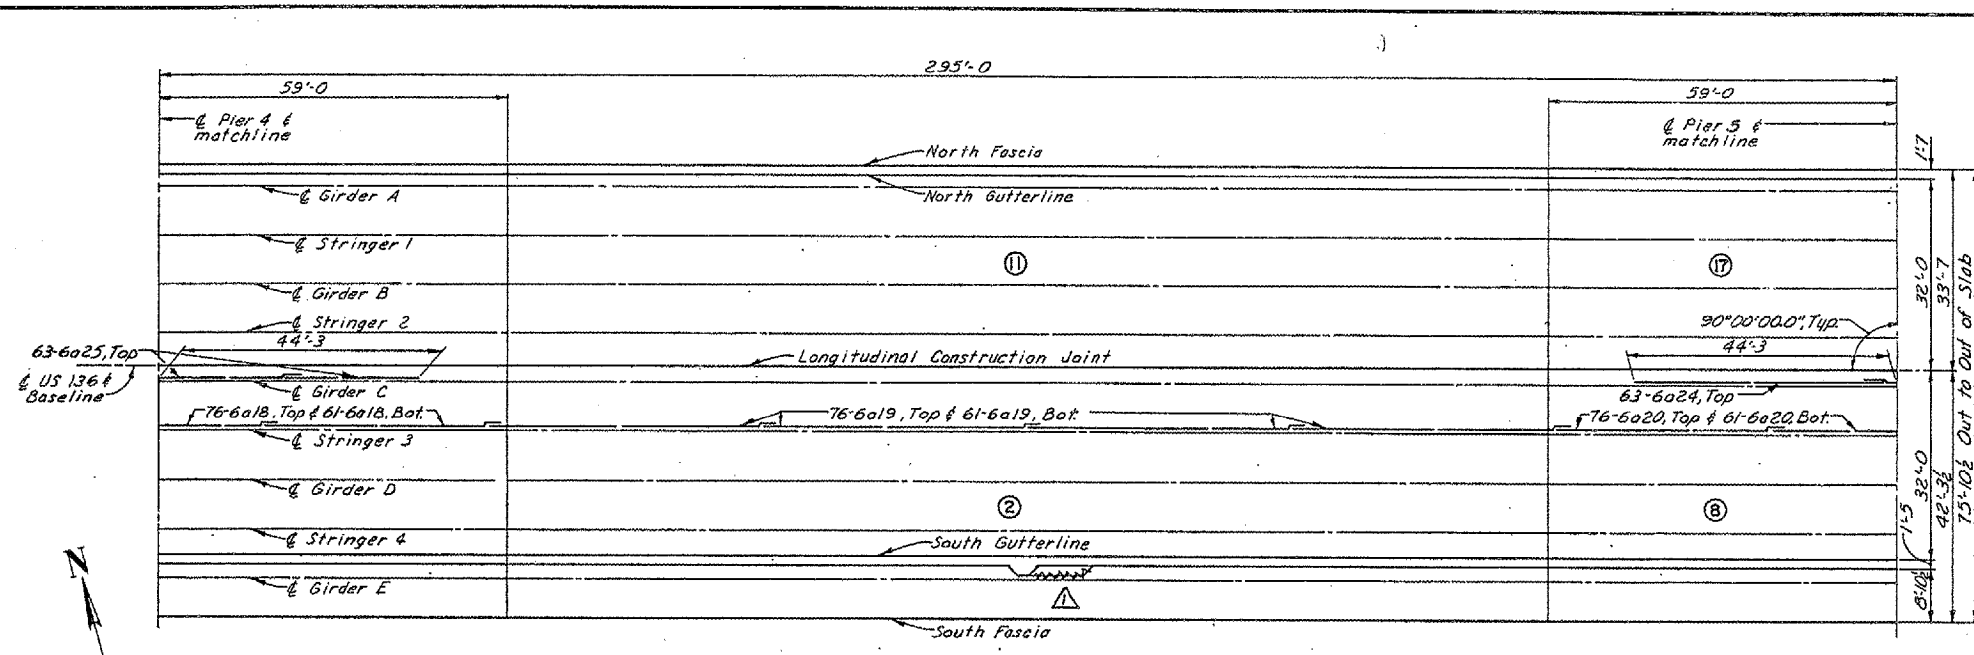 295'-0
59'-0
59'-0
℄ Pier 4 &
matchline
℄ Pier 5 &
matchline
1'-7
North Fascia
North Gutterline
℄ Girder A
℄ Stringer 1
11
17
℄ Girder B
℄ Stringer 2
90°00'00.0", Typ.
32'-0
33'-7
75'-10½ Out to Out of Slab
44'-3
44'-3
63-6a25, Top
Longitudinal Construction Joint
℄ US 136 &
Baseline
℄ Girder C
63-6a24, Top
76-6a18, Top & 61-6a18, Bot.
76-6a19, Top & 61-6a19, Bot.
76-6a20, Top & 61-6a20, Bot.
℄ Stringer 3
℄ Girder D
2
8
32'-0
42'-3½
1'-5
8'-10½
℄ Stringer 4
South Gutterline
℄ Girder E
1
N
South Fascia